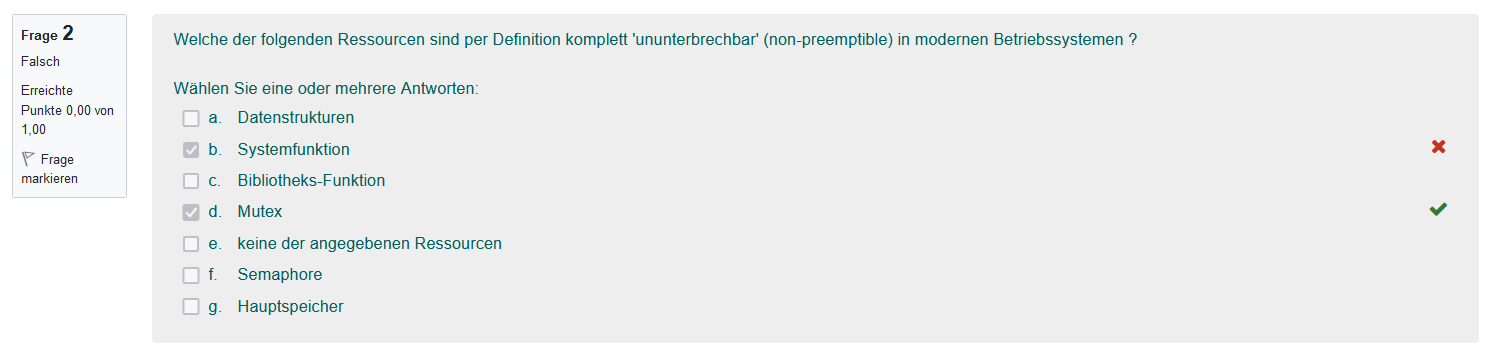 Frage 2
Falsch
Erreichte
Punkte 0,00 von
1,00
Frage
markieren
Welche der folgenden Ressourcen sind per Definition komplett 'ununterbrechbar' (non-preemptible) in modernen Betriebssystemen ?
Wählen Sie eine oder mehrere Antworten:
a. Datenstrukturen
b. Systemfunktion
c. Bibliotheks-Funktion
d. Mutex
e. keine der angegebenen Ressourcen
f. Semaphore
g. Hauptspeicher